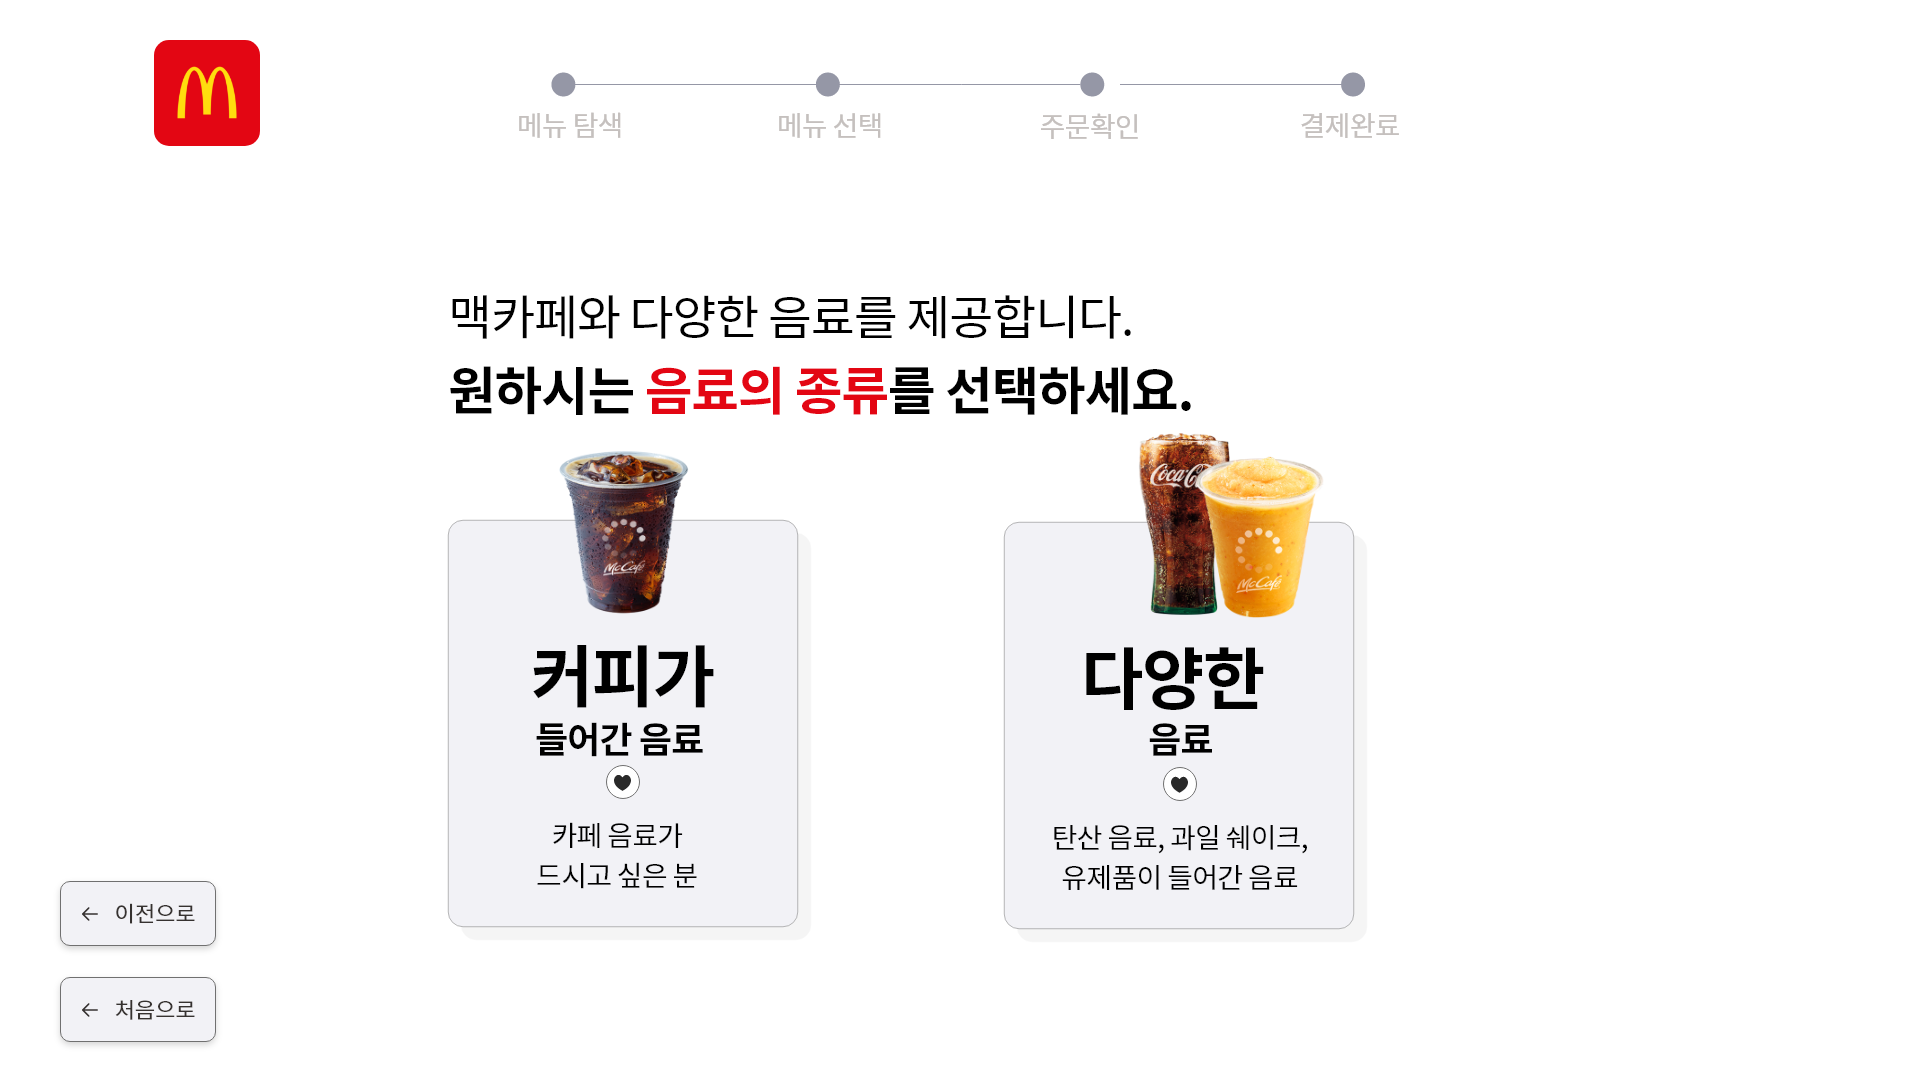 메뉴 탐색
메뉴 선택
주문확인
결제완료
맥카페와 다양한 음료를 제공합니다.
원하시는 음료의 종류를 선택하세요.
McCafé
커피가
들어간 음료
카페 음료가
드시고 싶은 분
McCafé
다양한
음료
탄산 음료, 과일 쉐이크,
유제품이 들어간 음료
이전으로
처음으로